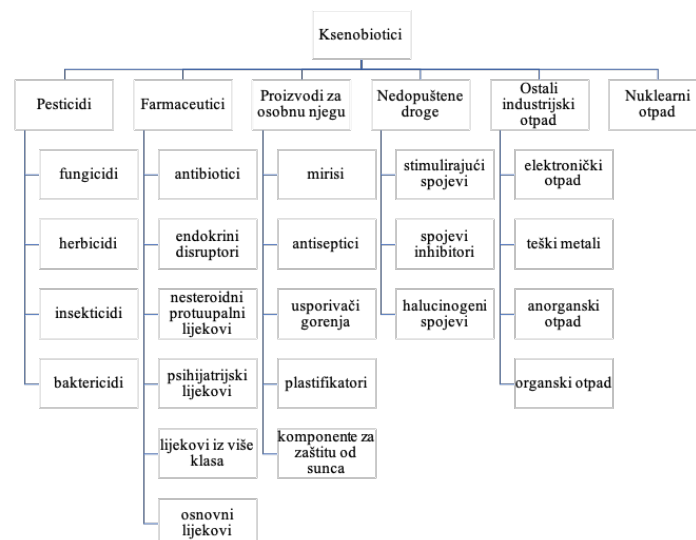 Ksenobiotici
Pesticidi
Farmaceutici
Proizvodi za
osobnu njegu
Nedopuštene
droge
Ostali
industrijski
otpad
Nuklearni
otpad
fungicidi
herbicidi
insekticidi
baktericidi
antibiotici
endokrini
disruptori
nesteroidni
protuupalni
lijekovi
psihijatrijski
lijekovi
lijekovi iz više
klasa
osnovni
lijekovi
mirisi
antiseptici
usporivači
gorenja
plastifikatori
komponente za
zaštitu od
sunca
stimulirajući
spojevi
spojevi
inhibitori
halucinogeni
spojevi
elektronički
otpad
teški metali
anorganski
otpad
organski otpad